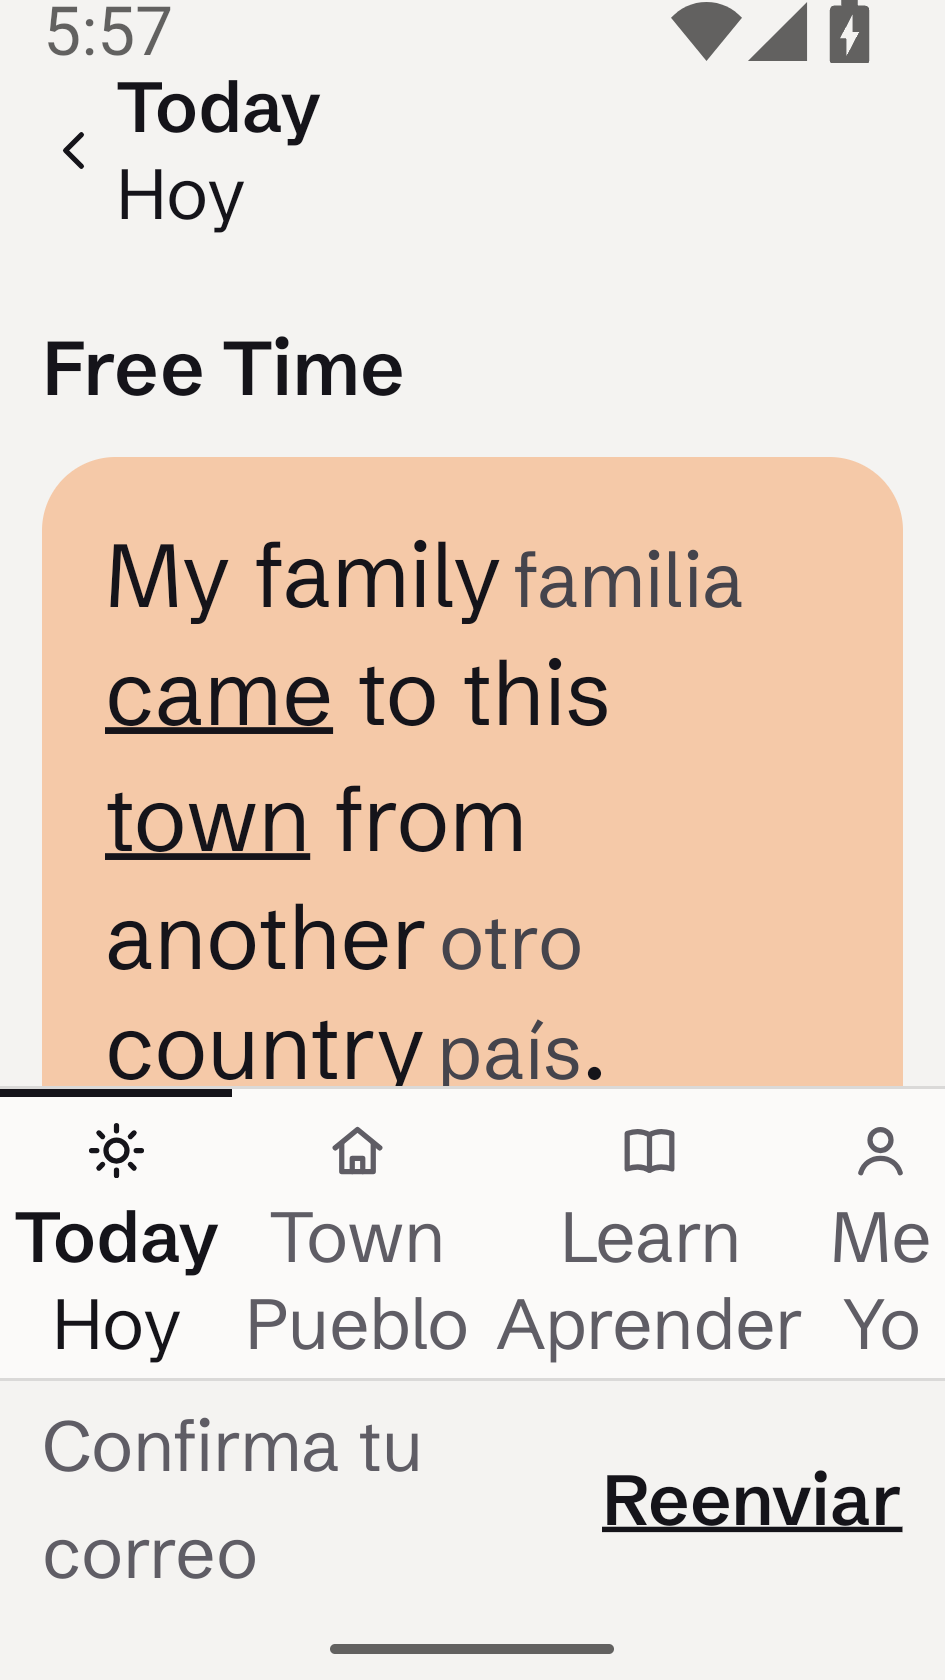 5:57
Today
Hoy
Free Time
My family familia
came to this
town from
another otro
country país.
Today
Hoy
Town
Pueblo
Learn
Aprender
Me
Yo
Confirma tu
correo
Reenviar